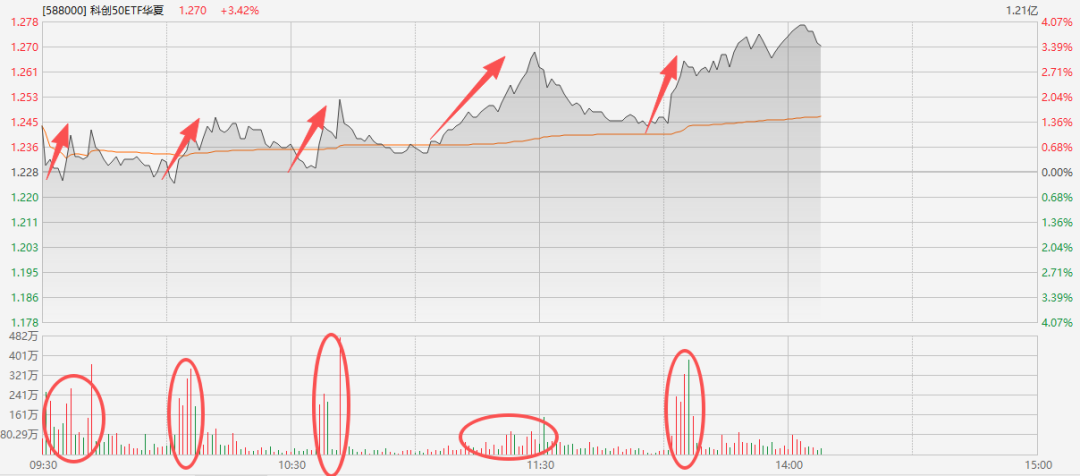 [588000] 科创50ETF华夏 1.270 +3.42% 1.21亿
1.278 4.07%
1.270 3.39%
1.261 2.71%
1.253 2.04%
1.245 1.36%
1.236 0.68%
1.228 0.00%
1.220 0.68%
1.211 1.36%
1.203 2.04%
1.195 2.71%
1.186 3.39%
1.178 4.07%
482万
401万
321万
241万
161万
80.29万
09:30 10:30 11:30 14:00 15:00